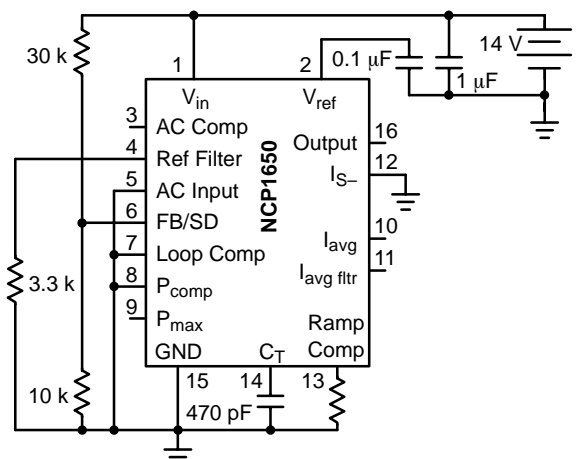 30 k
1
2
0.1 μF
1 μF
14 V
V_in
V_ref
3
AC Comp
Output
16
4
Ref Filter
I_S–
12
5
AC Input
NCP1650
6
FB/SD
I_avg
10
7
Loop Comp
I_avg fltr
11
3.3 k
8
P_comp
9
P_max
Ramp
Comp
GND
C_T
10 k
15
14
13
470 pF